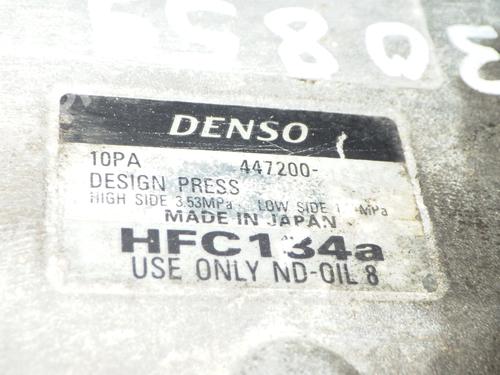 DENSO
10PA 447200-
DESIGN PRESS
HIGH SIDE 3.53MPa LOW SIDE
MADE IN JAPAN
HFC134a
USE ONLY ND-OIL 8